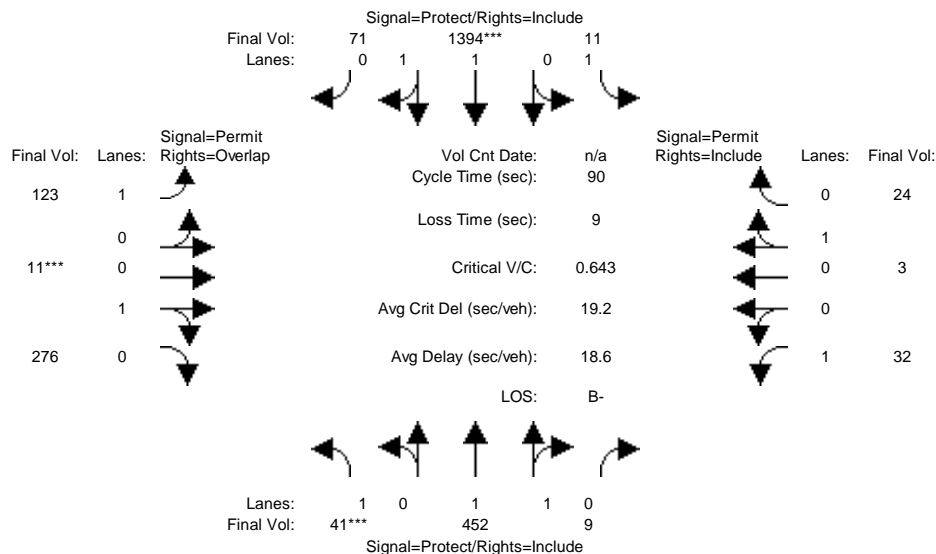 Signal=Protect/Rights=Include
Final Vol: 71 1394*** 11
Lanes: 0 1 1 0 1
Signal=Permit Signal=Permit
Final Vol: Lanes: Rights=Overlap Vol Cnt Date: n/a Rights=Include Lanes: Final Vol:
Cycle Time (sec): 90
123 1 0 24
Loss Time (sec): 9
0 1
11*** 0 Critical V/C: 0.643 0 3
1 Avg Crit Del (sec/veh): 19.2 0
276 0 Avg Delay (sec/veh): 18.6 1 32
LOS: B-
Lanes: 1 0 1 1 0
Final Vol: 41*** 452 9
Signal=Protect/Rights=Include